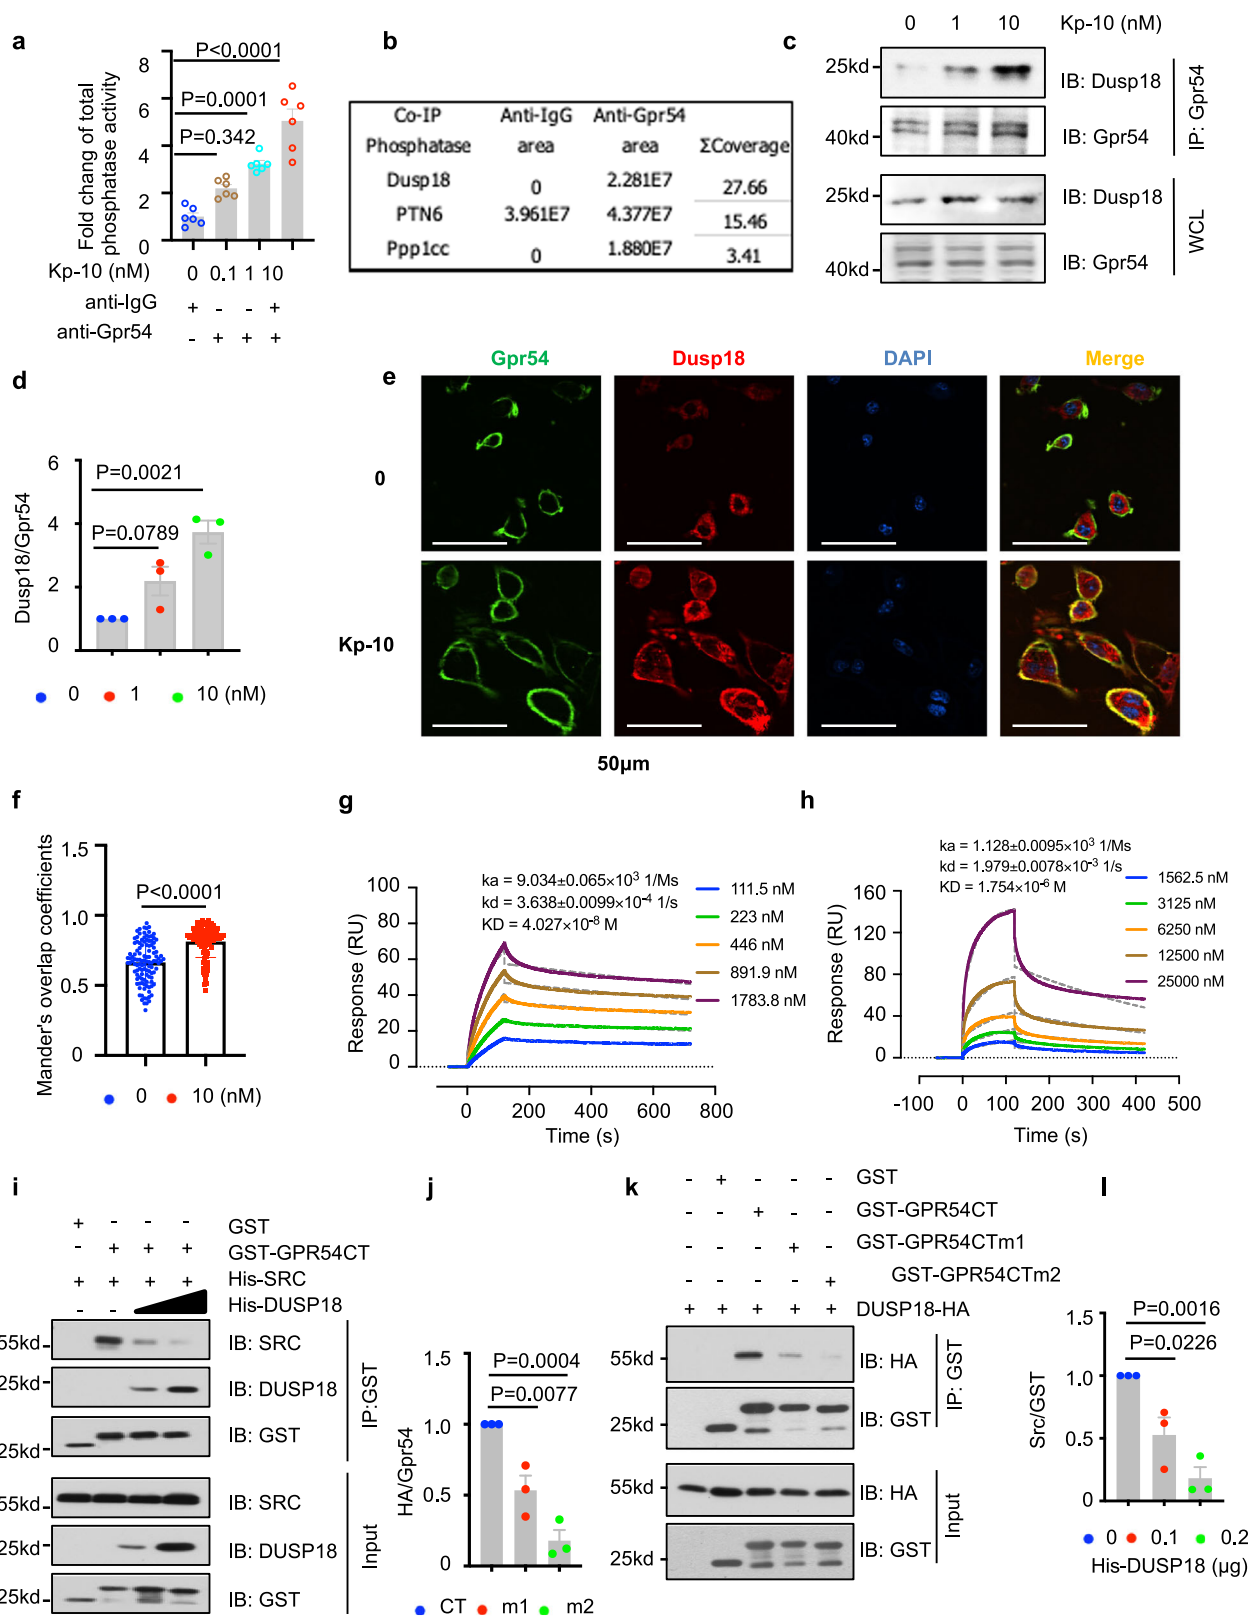 a
P<0.0001
P=0.0001
P=0.342
Fold change of total
phosphatase activity
8
6
4
2
0
Kp-10 (nM) 0 0.1 1 10
anti-IgG + - - +
anti-Gpr54 - + + +
b
Co-IP Anti-IgG Anti-Gpr54
Phosphatase area area ΣCoverage
Dusp18 0 2.281E7 27.66
PTN6 3.961E7 4.377E7 15.46
Ppp1cc 0 1.880E7 3.41
c
0 1 10 Kp-10 (nM)
25kd IB: Dusp18
40kd IB: Gpr54
IP: Gpr54
25kd IB: Dusp18
40kd IB: Gpr54
WCL
d
Dusp18/Gpr54
6
4
2
0
P=0.0021
P=0.0789
0 1 10 (nM)
e
Gpr54 Dusp18 DAPI Merge
0
Kp-10
50μm
f
Mander's overlap coefficients
1.5
1.0
0.5
0
P<0.0001
0 10 (nM)
g
ka = 9.034±0.065×10³ 1/Ms
kd = 3.638±0.0099×10⁻⁴ 1/s
KD = 4.027×10⁻⁸ M
Response (RU)
100
80
60
40
20
0
0 200 400 600 800
Time (s)
111.5 nM
223 nM
446 nM
891.9 nM
1783.8 nM
h
ka = 1.128±0.0095×10³ 1/Ms
kd = 1.979±0.0078×10⁻³ 1/s
KD = 1.754×10⁻⁶ M
Response (RU)
160
120
80
40
0
-100 0 100 200 300 400 500
Time (s)
1562.5 nM
3125 nM
6250 nM
12500 nM
25000 nM
i
+ - - - GST
- + + + GST-GPR54CT
+ + + + His-SRC
- - His-DUSP18
55kd IB: SRC
25kd IB: DUSP18
25kd IB: GST
IP:GST
55kd IB: SRC
25kd IB: DUSP18
25kd IB: GST
Input
j
HA/Gpr54
1.5
1.0
0.5
0
P=0.0004
P=0.0077
CT m1 m2
k
- + - - - GST
- - + - - GST-GPR54CT
- - - + - GST-GPR54CTm1
- - - - + GST-GPR54CTm2
+ + + + + DUSP18-HA
55kd IB: HA
25kd IB: GST
IP: GST
55kd IB: HA
25kd IB: GST
Input
l
Src/GST
1.5
1.0
0.5
0
P=0.0016
P=0.0226
0 0.1 0.2
His-DUSP18 (μg)